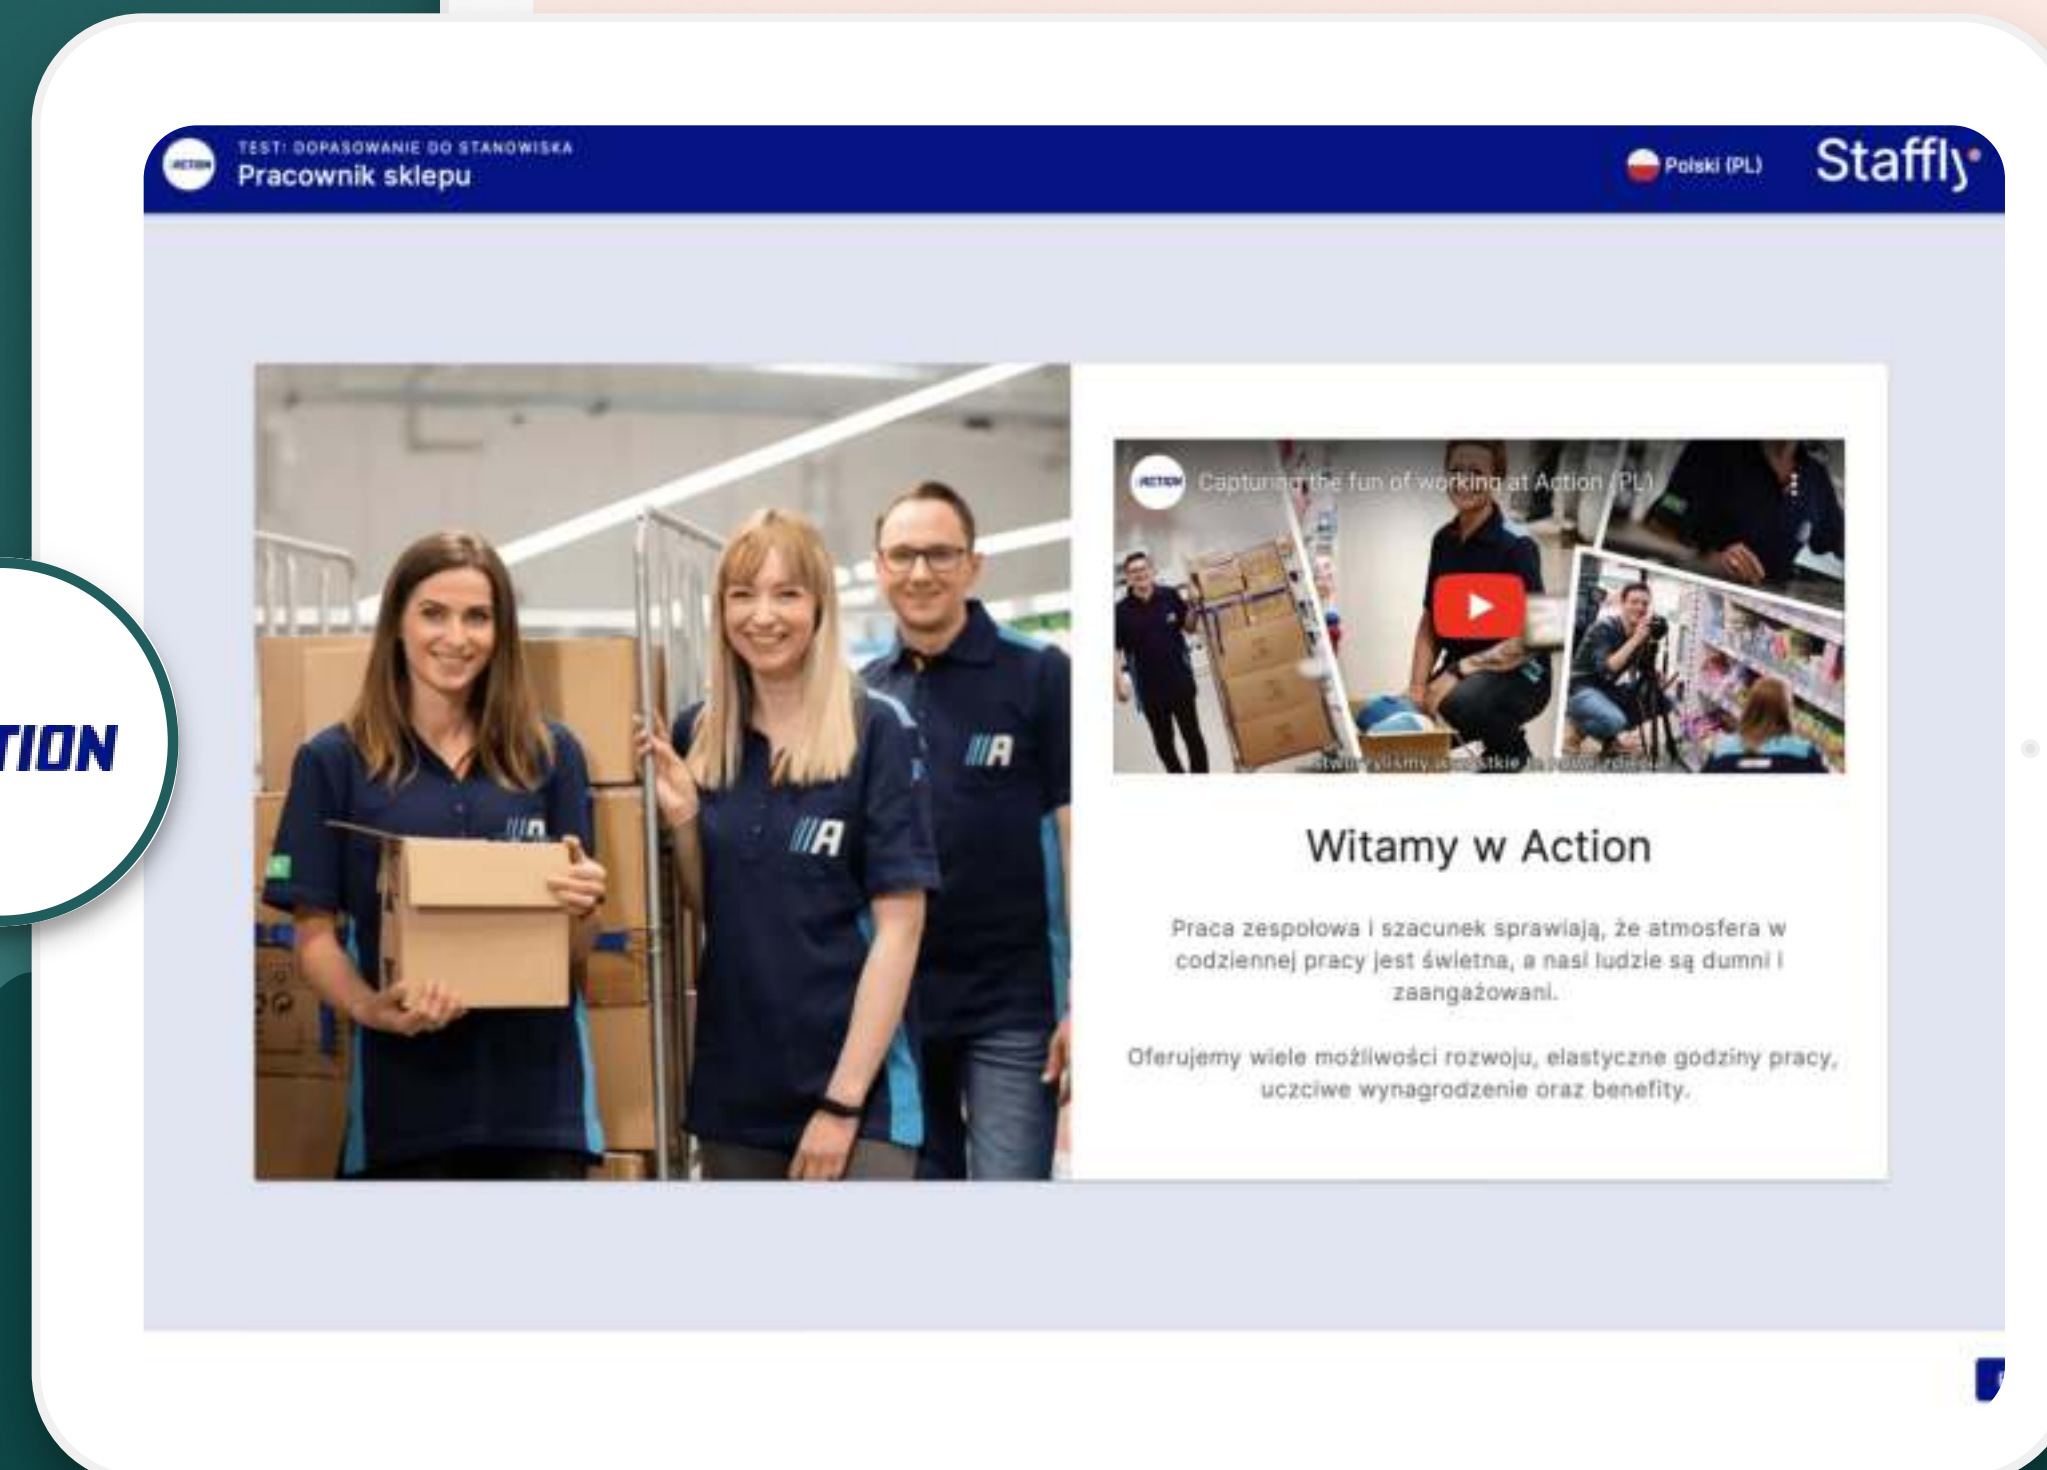 TEST: DOPASOWANIE DO STANOWISKA
Pracownik sklepu
Polski (PL)
Staffly
ACTION
Capturing the fun of working at Action (PL)
TION
A
A
Witamy w Action
Praca zespołowa i szacunek sprawiają, że atmosfera w
codziennej pracy jest świetna, a nasi ludzie są dumni i
zaangażowani.
Oferujemy wiele możliwości rozwoju, elastyczne godziny pracy,
uczciwe wynagrodzenie oraz benefity.